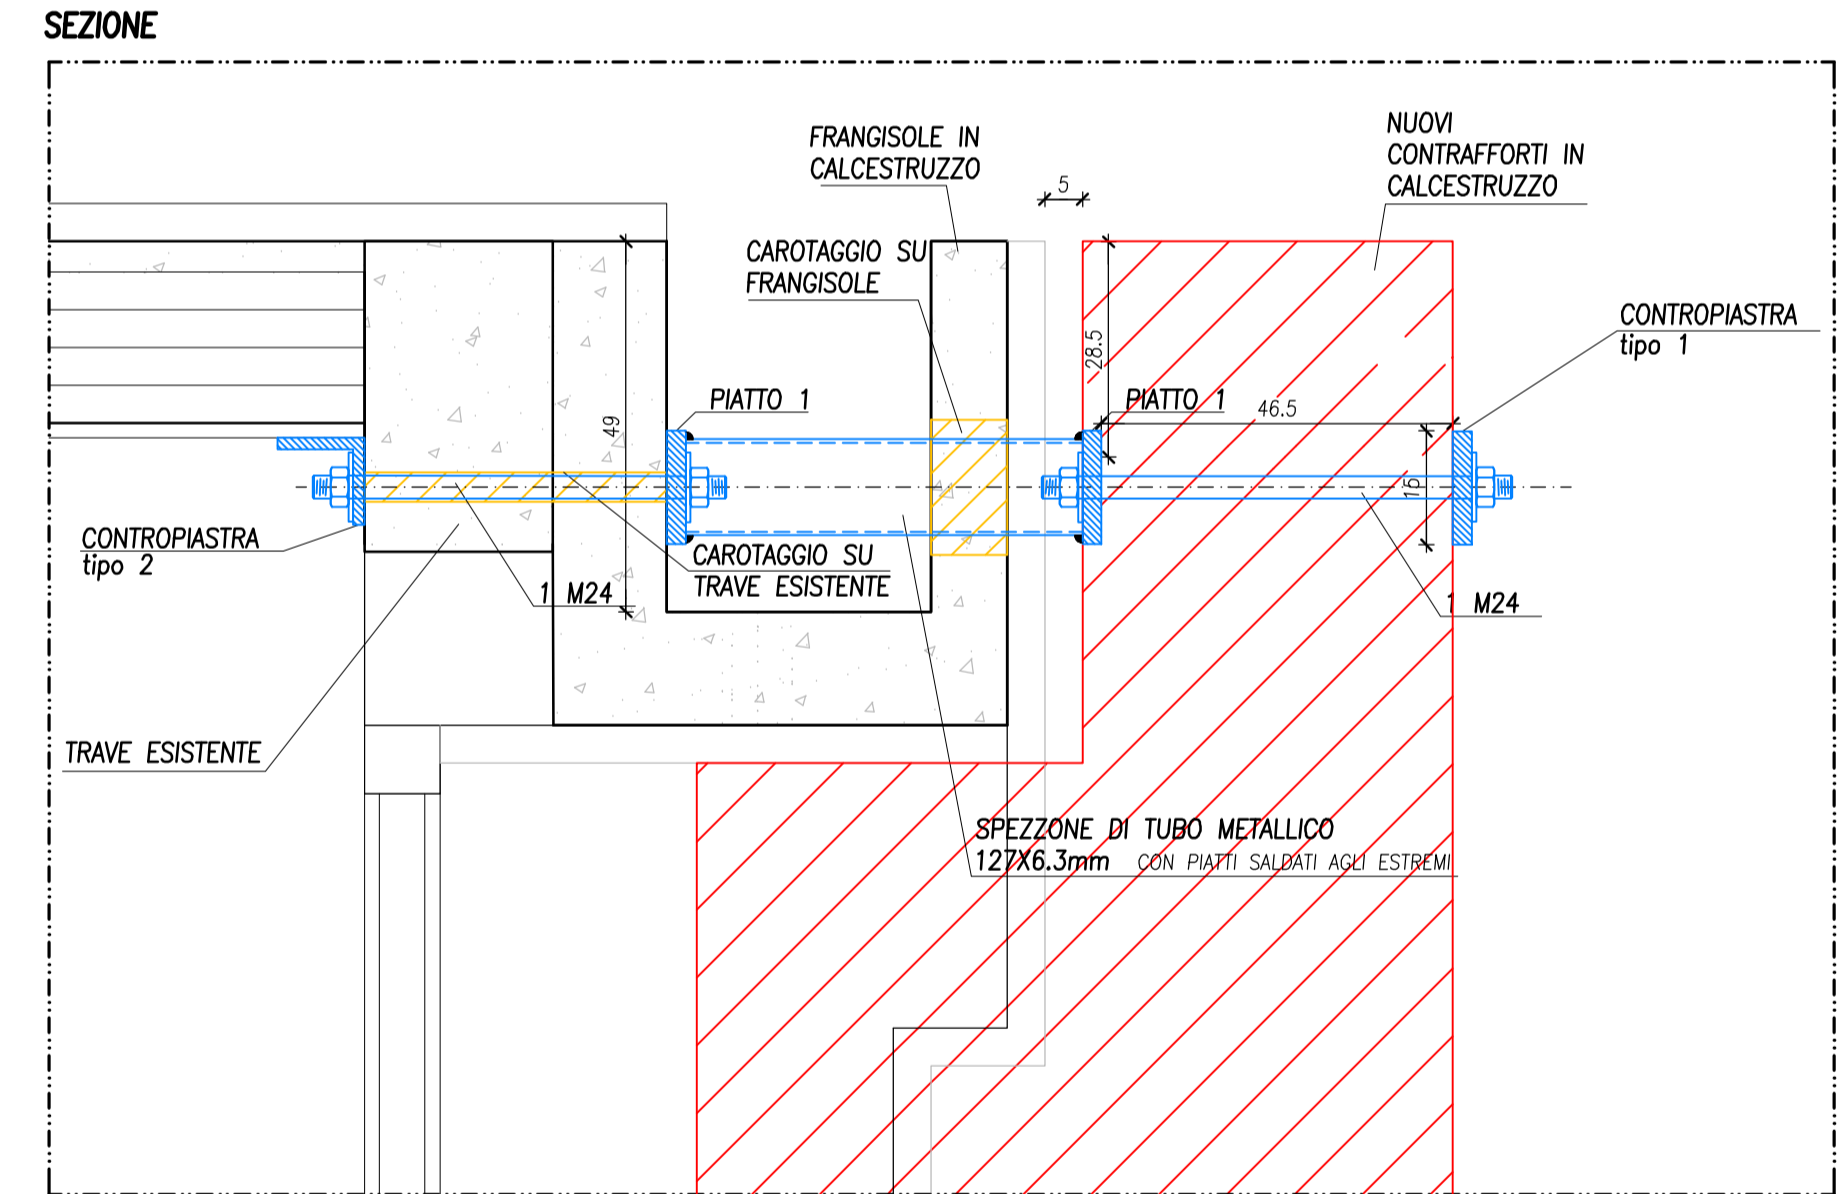 SEZIONE
FRANGISOLE IN
CALCESTRUZZO
NUOVI
CONTRAFFORTI IN
CALCESTRUZZO
5
CAROTAGGIO SU
FRANGISOLE
CONTROPIASTRA
tipo 1
28.5
PIATTO 1
PIATTO 1
46.5
49
15
CONTROPIASTRA
tipo 2
CAROTAGGIO SU
TRAVE ESISTENTE
1 M24
1 M24
TRAVE ESISTENTE
SPEZZONE DI TUBO METALLICO
127X6.3mm CON PIATTI SALDATI AGLI ESTREMI